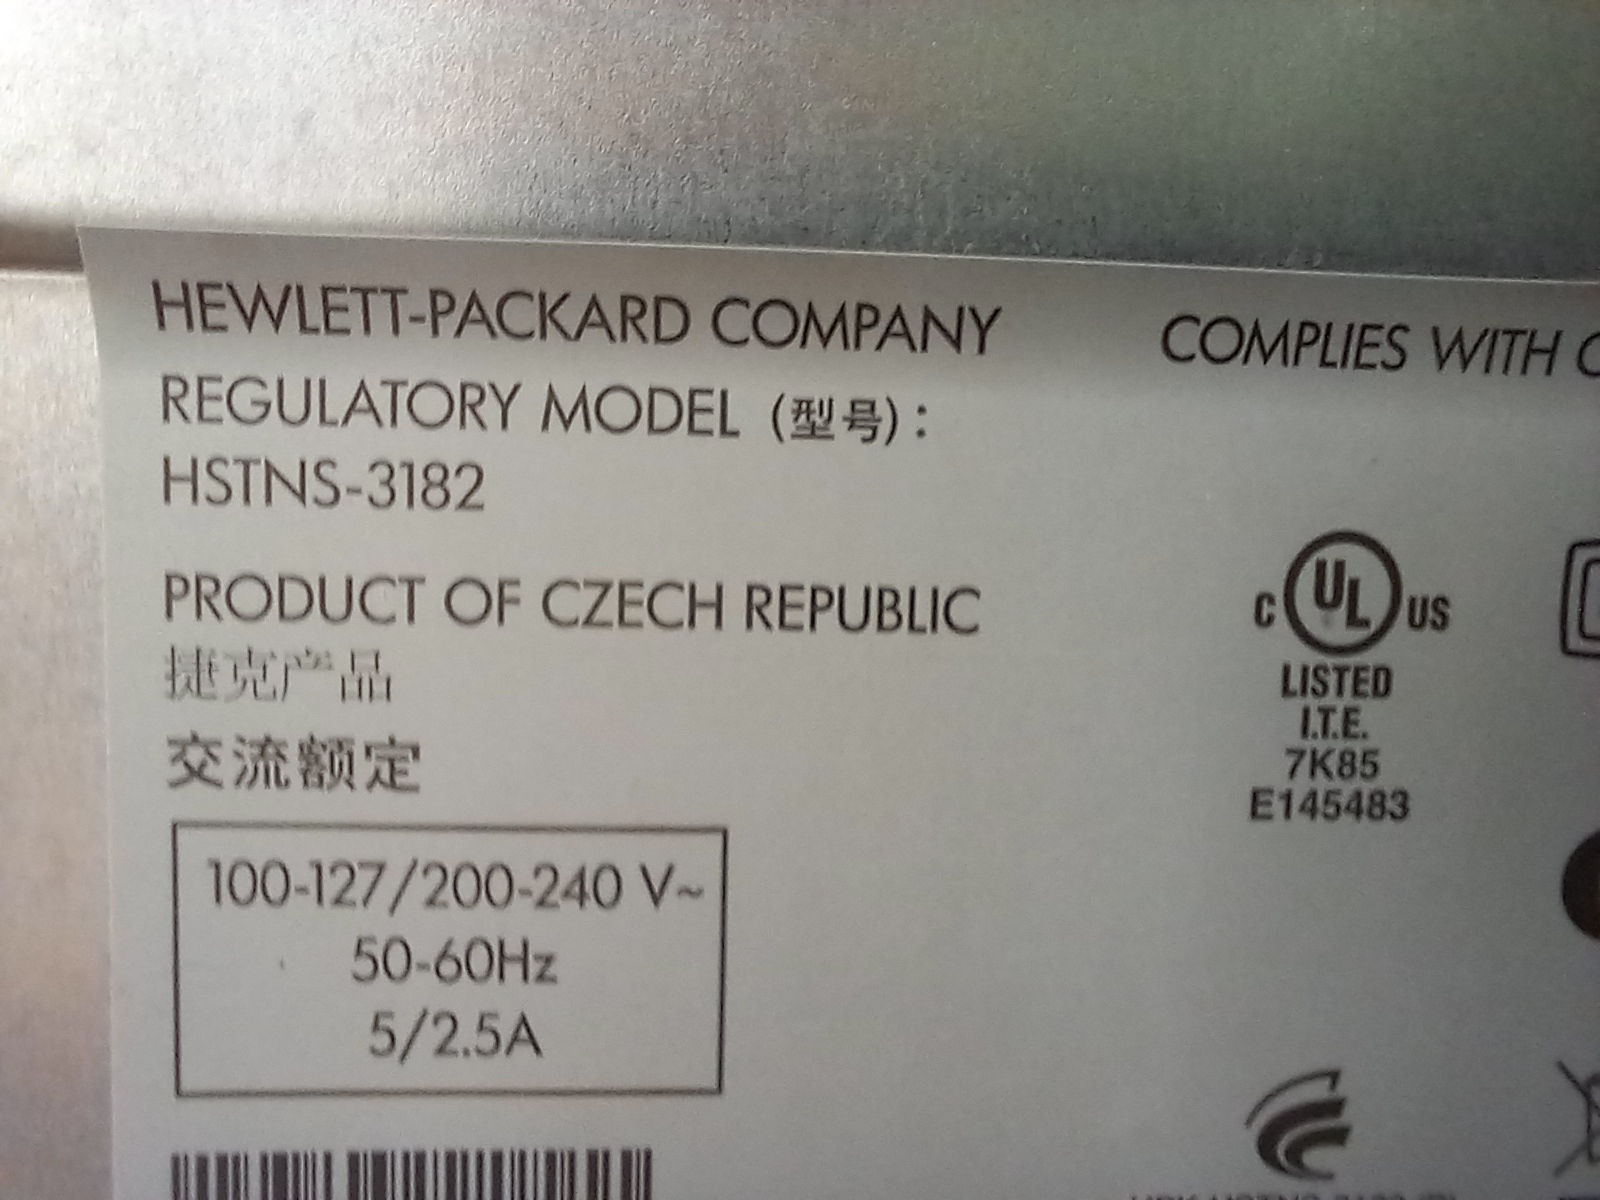 HEWLETT-PACKARD COMPANY
REGULATORY MODEL (型号) :
HSTNS-3182
PRODUCT OF CZECH REPUBLIC
捷克产品
交流额定
100-127/200-240 V~
50-60Hz
5/2.5A
COMPLIES WITH
C UL US
LISTED
I.T.E.
7K85
E145483